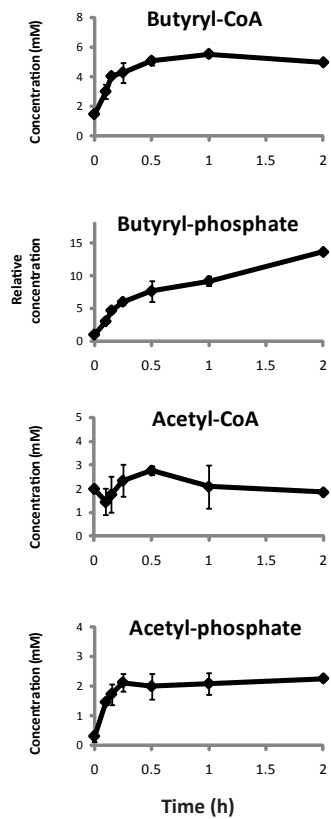 Butyryl-CoA
Concentration (mM)
8
6
4
2
0
0 0.5 1 1.5 2
Butyryl-phosphate
Relative
concentration
15
10
5
0
0 0.5 1 1.5 2
Acetyl-CoA
Concentration (mM)
5
4
3
2
1
0
0 0.5 1 1.5 2
Acetyl-phosphate
Concentration (mM)
4
3
2
1
0
0 0.5 1 1.5 2
Time (h)